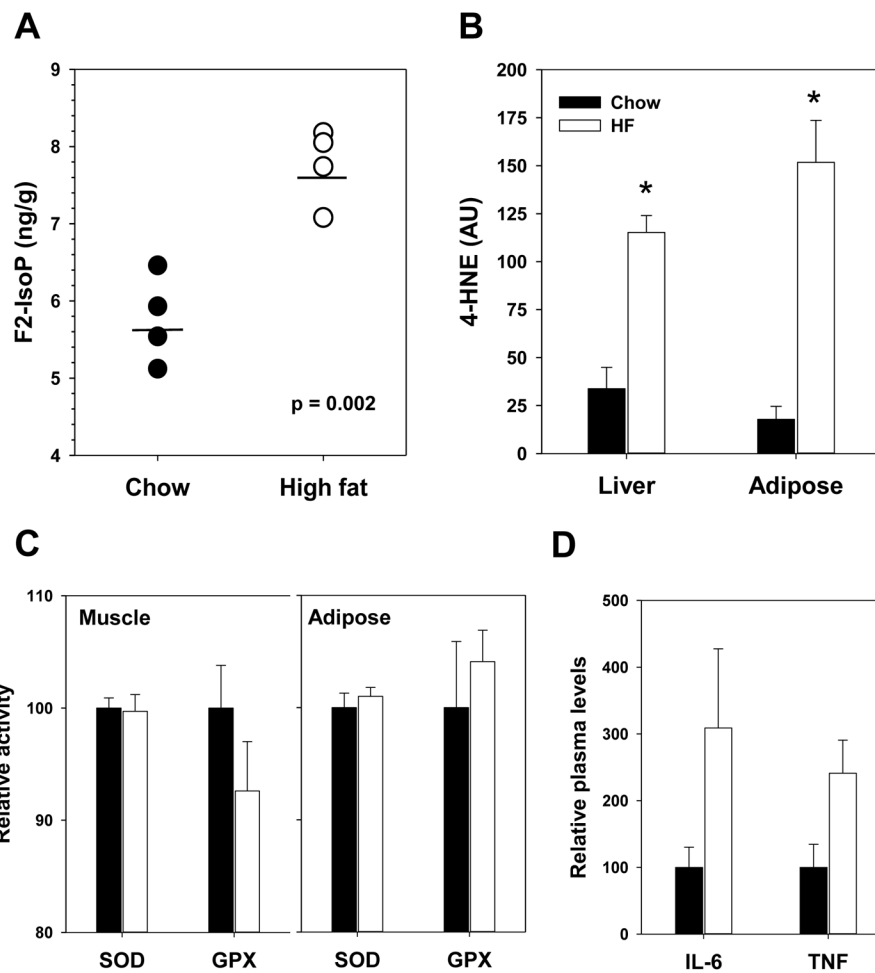 A
F2-IsoP (ng/g)
9
8
7
6
5
4
p = 0.002
Chow
High fat
B
4-HNE (AU)
200
175
150
125
100
75
50
25
0
Chow
HF
*
*
Liver
Adipose
C
Relative activity
110
100
90
80
Muscle
Adipose
SOD
GPX
SOD
GPX
D
Relative plasma levels
500
400
300
200
100
0
IL-6
TNF